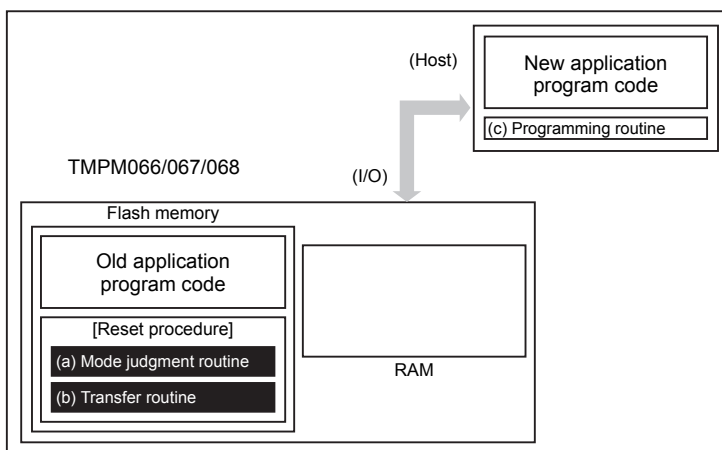 (Host)
New application
program code
(c) Programming routine
TMPM066/067/068
(I/O)
Flash memory
Old application
program code
[Reset procedure]
(a) Mode judgment routine
(b) Transfer routine
RAM